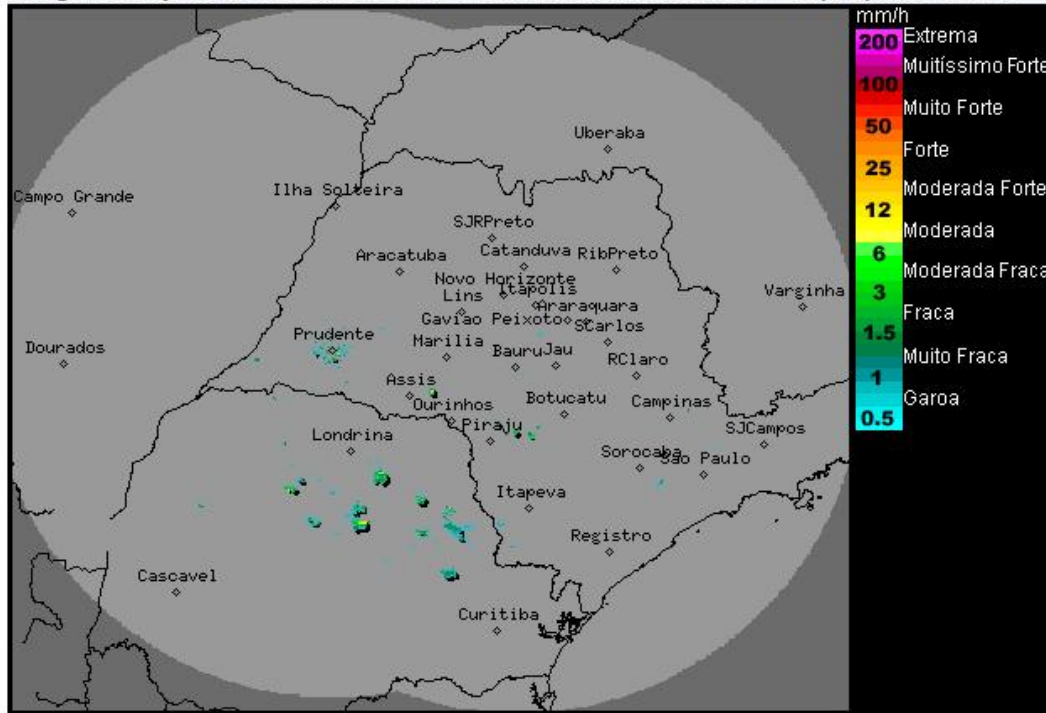 mm/h
200 Extrema
Muitíssimo Forte
100
Muito Forte
50
Forte
25
Moderada Forte
12
Moderada
6
Moderada Fraca
3
Fraca
1.5
Muito Fraca
1
Garoa
0.5
Uberaba
Campo Grande
Ilha Solteira
SJRPreto
Catanduva
RibPreto
Aracatuba
Novo Horizonte
Itapolis
Lins
Araraquara
Varginha
Gaviao Peixoto
SCarlos
Prudente
Marilia
Dourados
Bauru
Jau
RClaro
Assis
Ourinhos
Botucatu
Campinas
Piraju
Londrina
SJCampos
Sorocaba
Sao Paulo
Itapeva
Registro
Cascavel
Curitiba